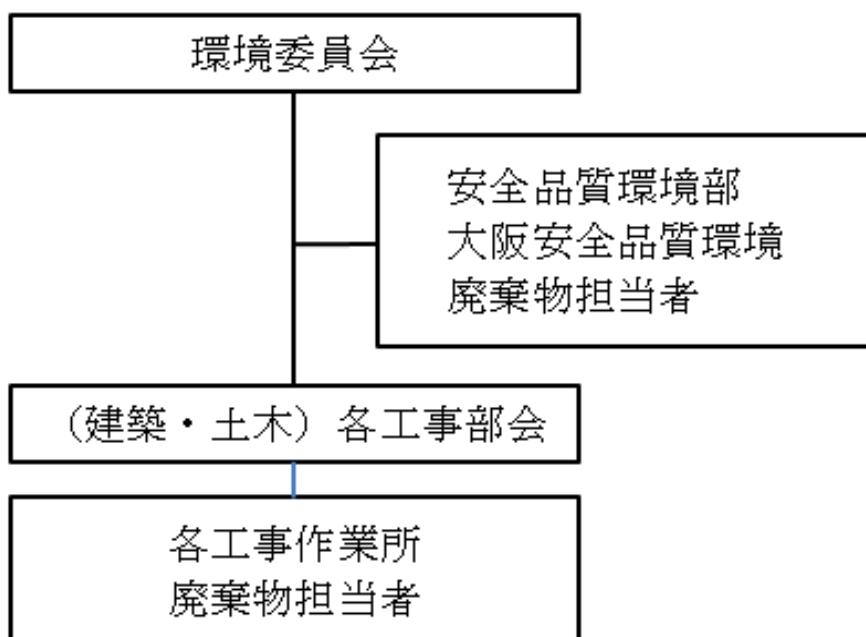 環境委員会
安全品質環境部
大阪安全品質環境
廃棄物担当者
（建築・土木）各工事部会
各工事作業所
廃棄物担当者